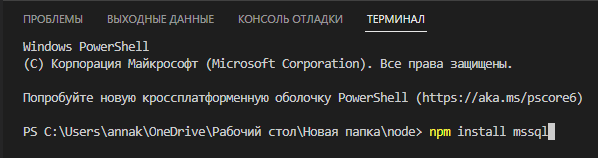 ПРОБЛЕМЫ ВЫХОДНЫЕ ДАННЫЕ КОНСОЛЬ ОТЛАДКИ ТЕРМИНАЛ
Windows PowerShell
(C) Корпорация Майкрософт (Microsoft Corporation). Все права защищены.
Попробуйте новую кроссплатформенную оболочку PowerShell (https://aka.ms/pscore6)
PS C:\Users\annak\OneDrive\Рабочий стол\Новая папка\node> npm install mssql